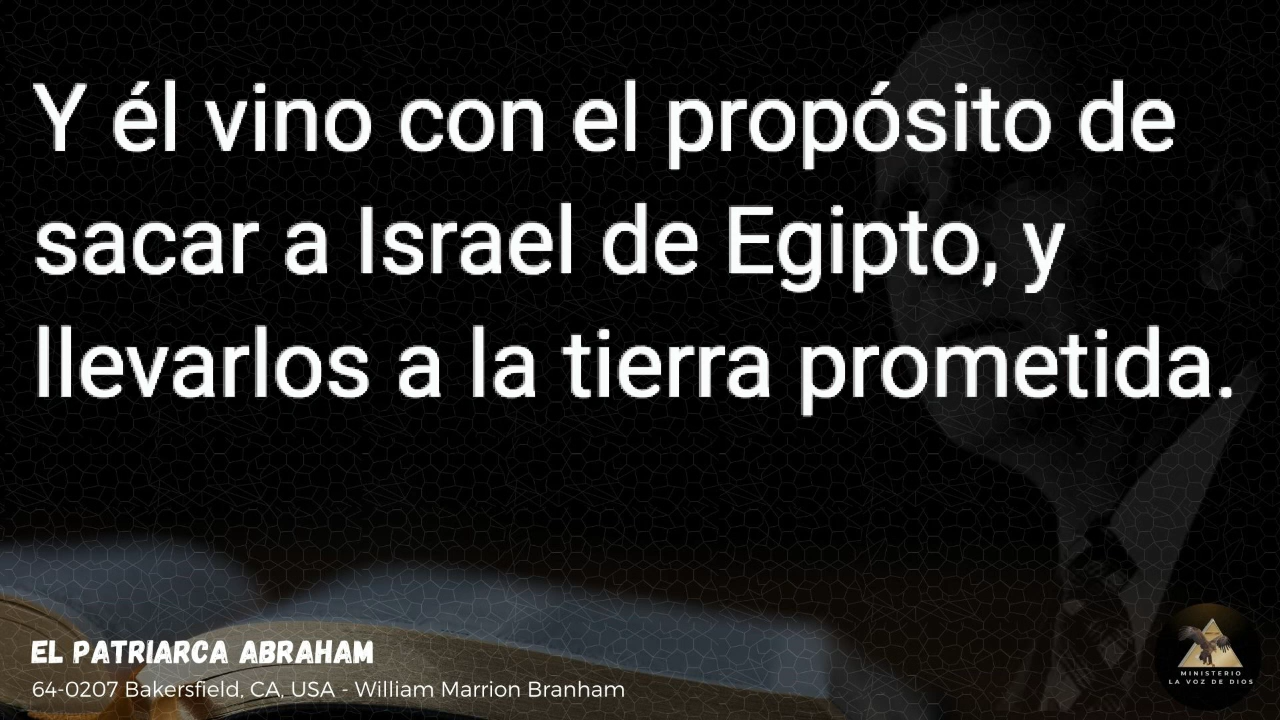 Y él vino con el propósito de
sacar a Israel de Egipto, y
llevarlos a la tierra prometida.
EL PATRIARCA ABRAHAM
64-0207 Bakersfield, CA, USA - William Marrion Branham
MINISTERIO
LA VOZ DE DIOS